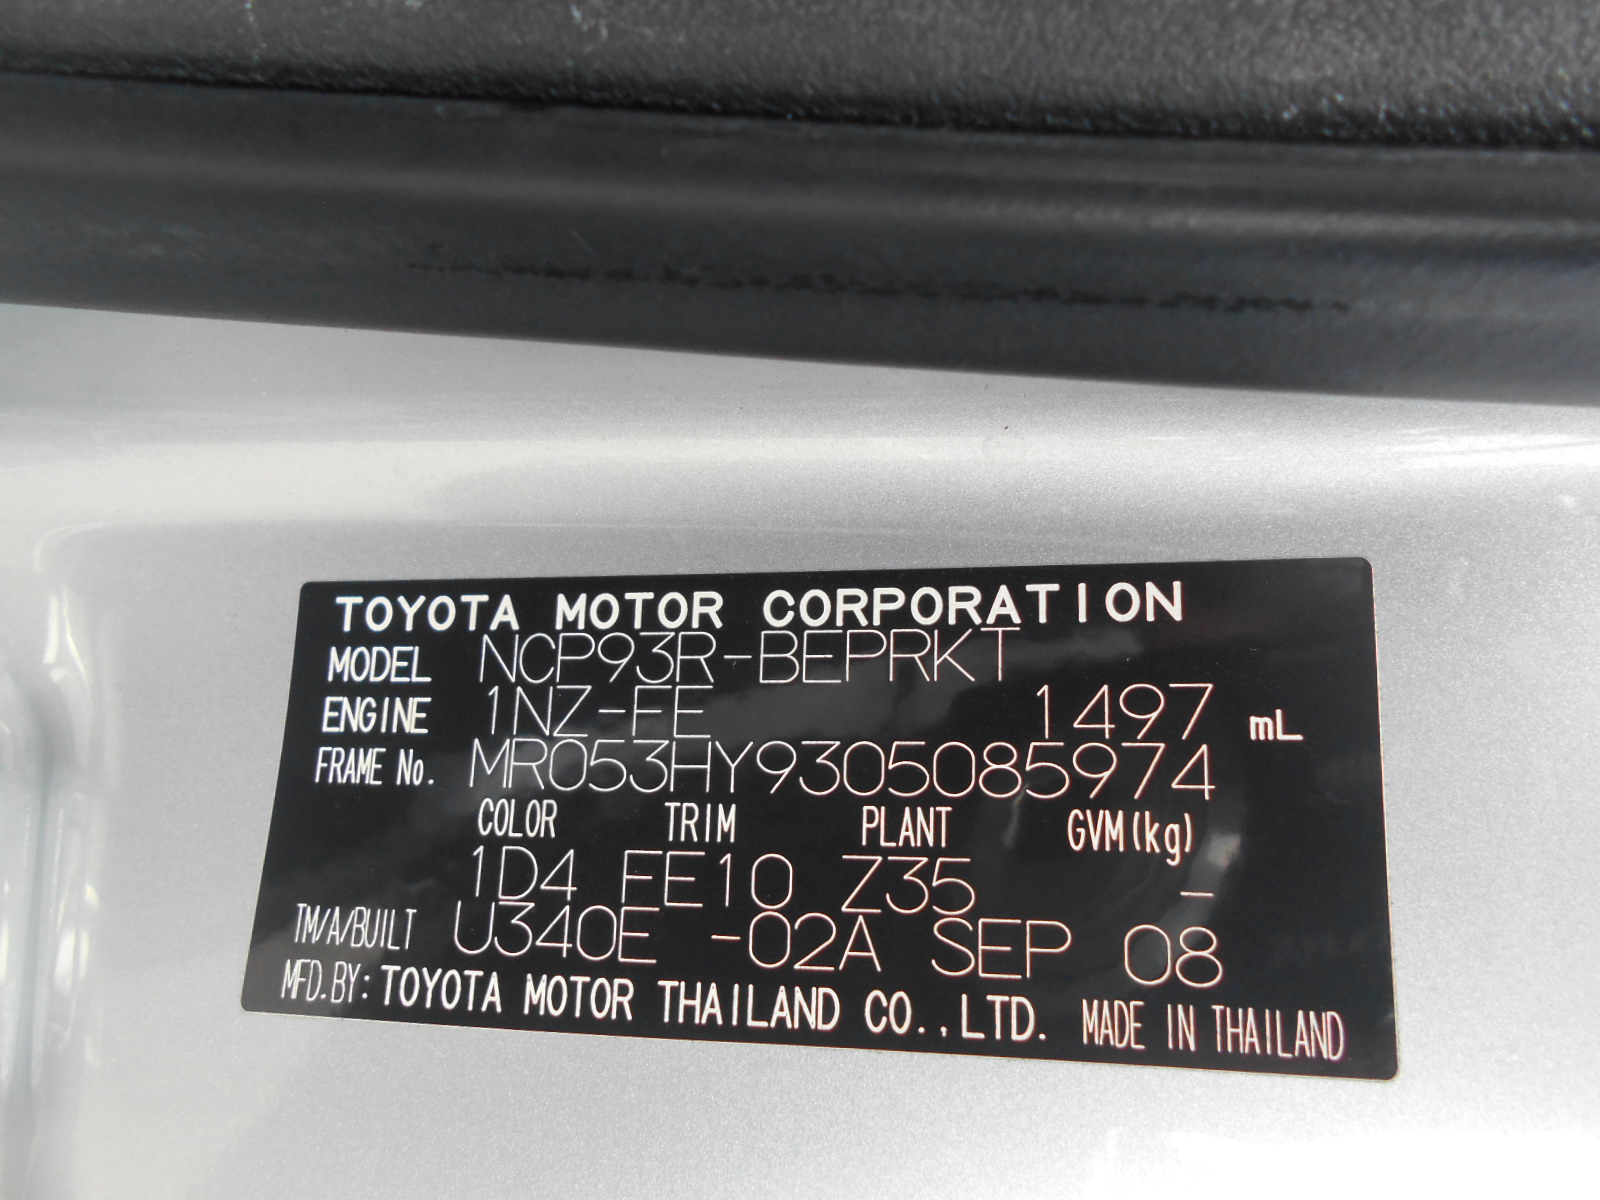 TOYOTA MOTOR CORPORATION
MODEL NCP93R-BEPRKT
ENGINE 1NZ-FE 1497 mL
FRAME No. MR053HY9305085974
COLOR TRIM PLANT GVM(kg)
1D4 FE10 Z35 -
TM/A/BUILT U340E -02A SEP 08
MFD.BY: TOYOTA MOTOR THAILAND CO.,LTD. MADE IN THAILAND